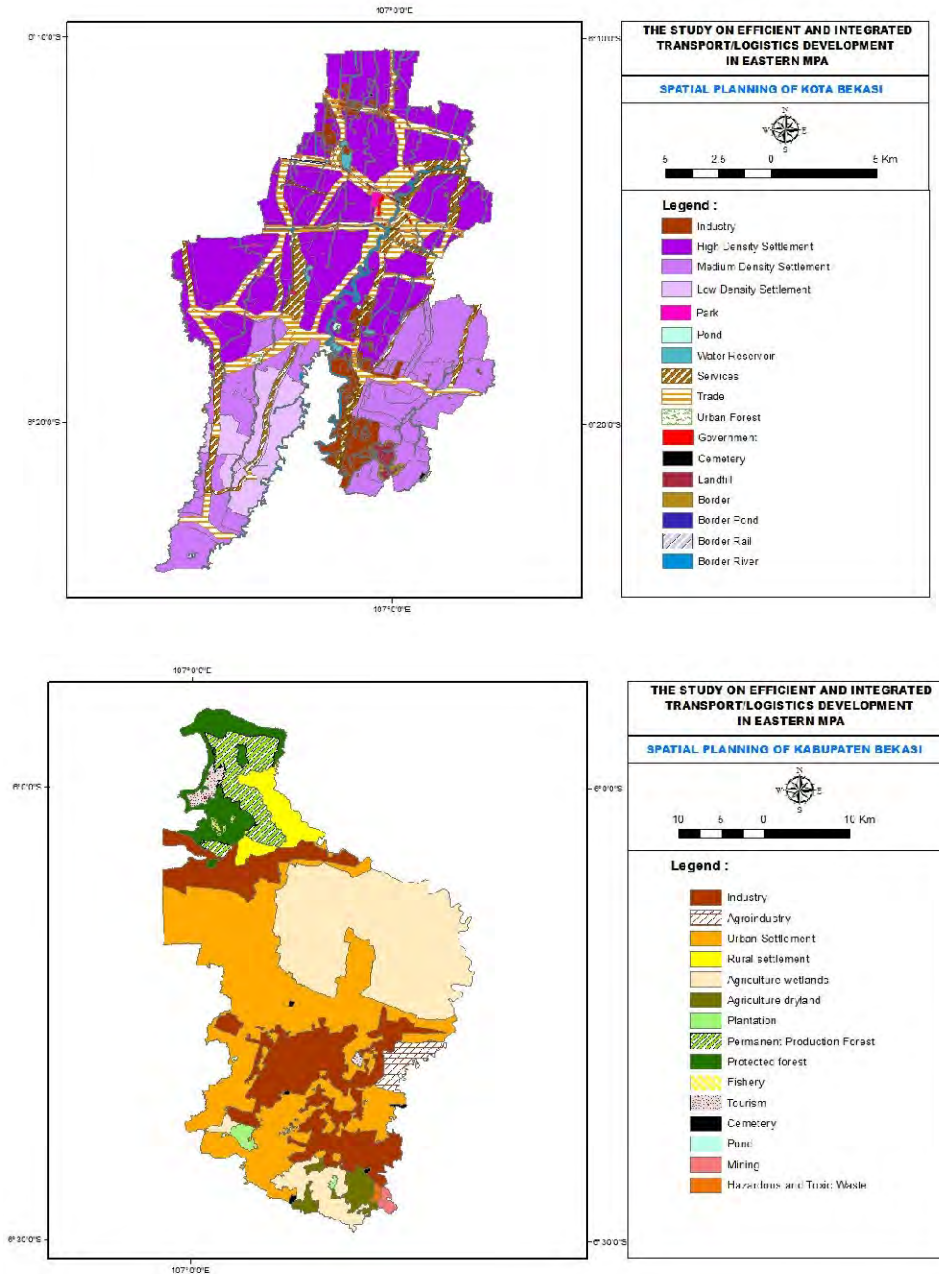 107°0'0"E
6°10'0"S
6°10'0"S
THE STUDY ON EFFICIENT AND INTEGRATED
TRANSPORT/LOGISTICS DEVELOPMENT
IN EASTERN MPA
SPATIAL PLANNING OF KOTA BEKASI
N
W E
S
5 2.5 0 5 Km
Legend :
Industry
High Density Settlement
Medium Density Settlement
Low Density Settlement
Park
Pond
Water Reservoir
Services
Trade
Urban Forest
Government
Cemetery
Landfill
Border
Border Pond
Border Rail
Border River
6°20'0"S
6°20'0"S
107°0'0"E
107°0'0"E
6°0'0"S
6°0'0"S
THE STUDY ON EFFICIENT AND INTEGRATED
TRANSPORT/LOGISTICS DEVELOPMENT
IN EASTERN MPA
SPATIAL PLANNING OF KABUPATEN BEKASI
N
W E
S
10 5 0 10 Km
Legend :
Industry
Agroindustry
Urban Settlement
Rural settlement
Agriculture wetlands
Agriculture dryland
Plantation
Permanent Production Forest
Protected forest
Fishery
Tourism
Cemetery
Pond
Mining
Hazardous and Toxic Waste
6°30'0"S
6°30'0"S
107°0'0"E